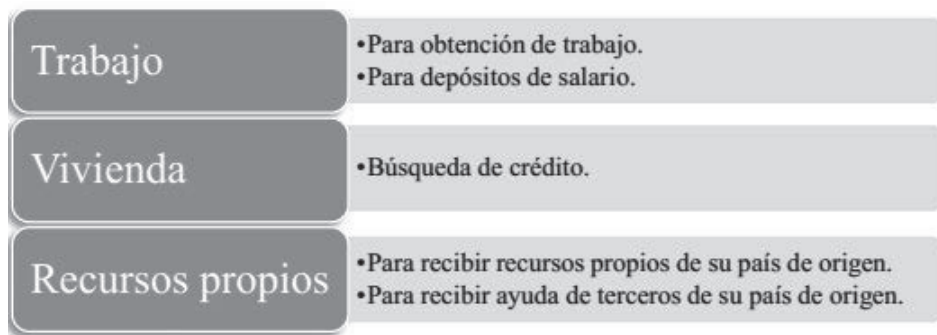 Trabajo
•Para obtención de trabajo.
•Para depósitos de salario.
Vivienda
•Búsqueda de crédito.
Recursos propios
•Para recibir recursos propios de su país de origen.
•Para recibir ayuda de terceros de su país de origen.